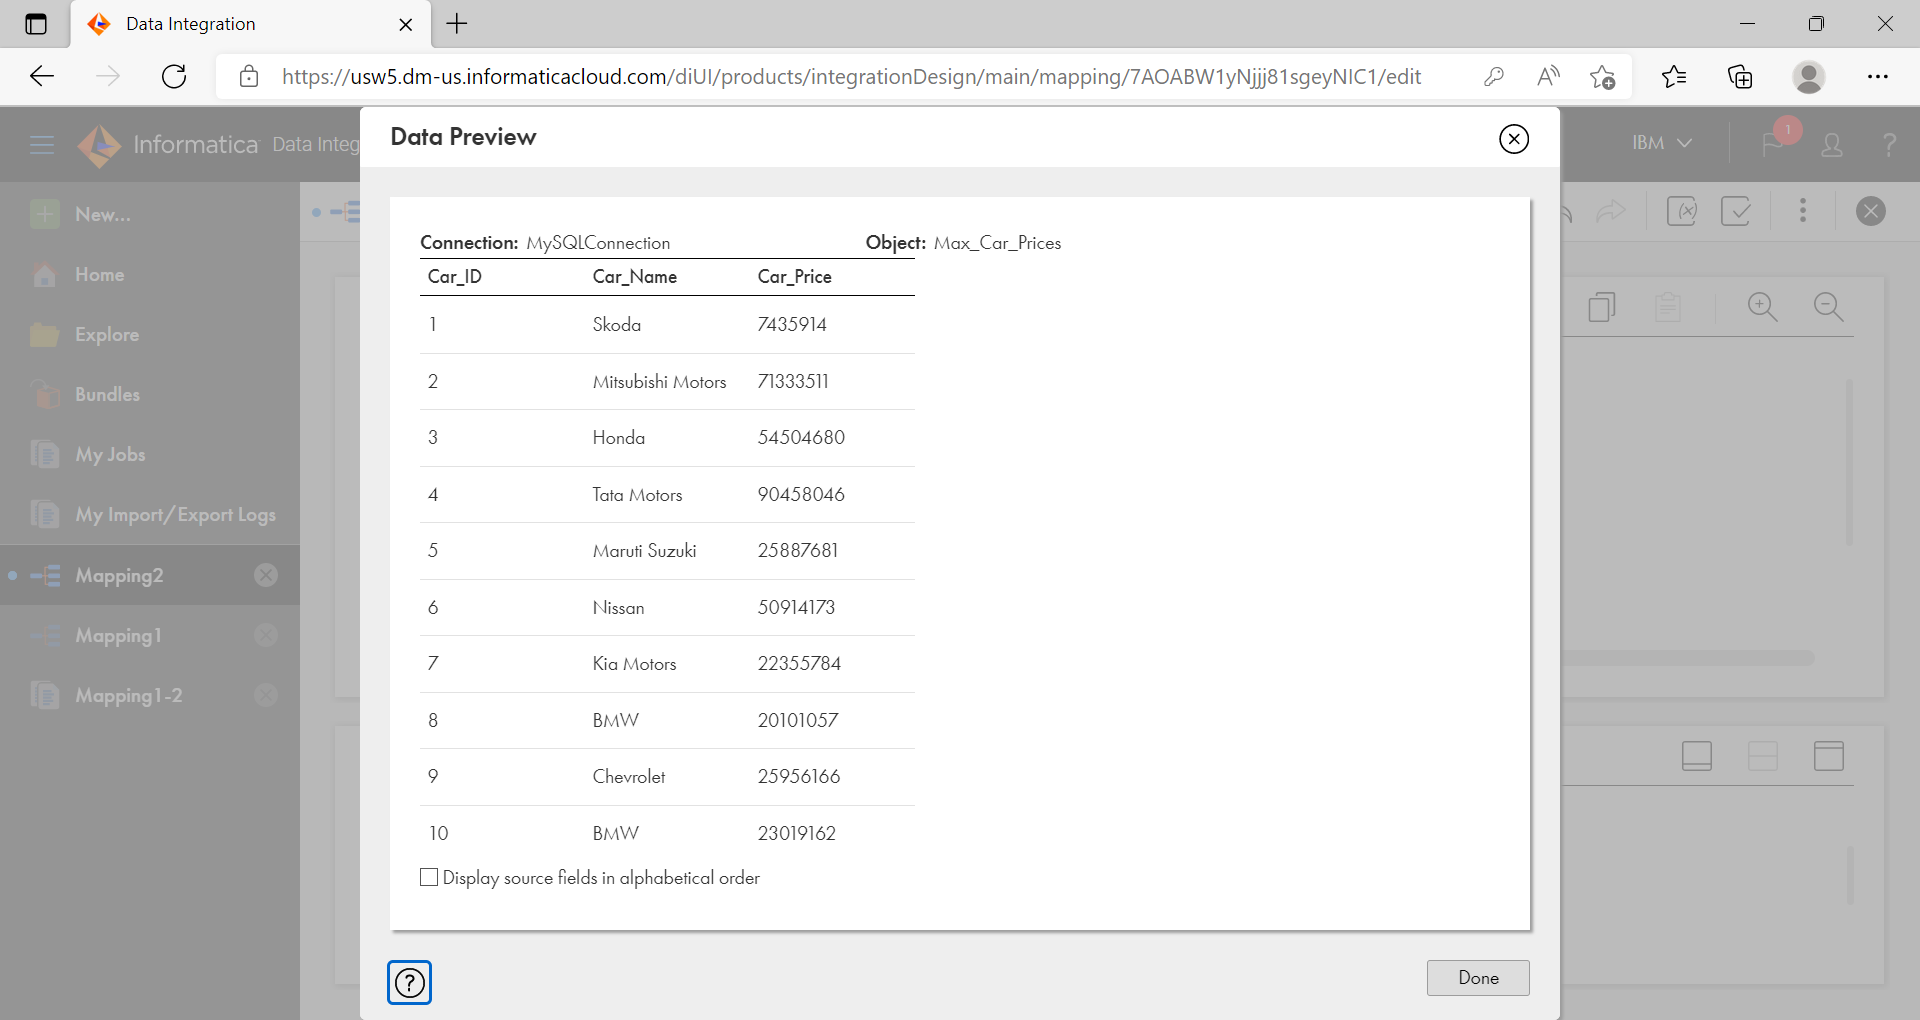 Data Integration
https://usw5.dm-us.informaticacloud.com/diUI/products/integrationDesign/main/mapping/7AOABW1yNjjj81sgeyNIC1/edit
Informatica Data Integ
Data Preview
IBM
1
?
New...
Home
Explore
Bundles
My Jobs
My Import/Export Logs
Mapping2
Mapping1
Mapping1-2
Connection: MySQLConnection Object: Max_Car_Prices
Car_ID Car_Name Car_Price
1 Skoda 7435914
2 Mitsubishi Motors 71333511
3 Honda 54504680
4 Tata Motors 90458046
5 Maruti Suzuki 25887681
6 Nissan 50914173
7 Kia Motors 22355784
8 BMW 20101057
9 Chevrolet 25956166
10 BMW 23019162
Display source fields in alphabetical order
?
Done